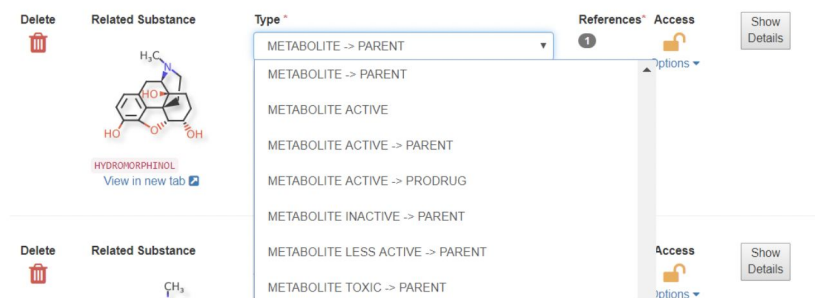 Delete
Related Substance
Type *
References* Access
Show
Details
METABOLITE -> PARENT
1
Options
H₃C
N
HO
HO
O
OH
HYDROMORPHINOL
View in new tab
METABOLITE -> PARENT
METABOLITE ACTIVE
METABOLITE ACTIVE -> PARENT
METABOLITE ACTIVE -> PRODRUG
METABOLITE INACTIVE -> PARENT
METABOLITE LESS ACTIVE -> PARENT
METABOLITE TOXIC -> PARENT
Delete
Related Substance
Access
Show
Details
CH₃
Options